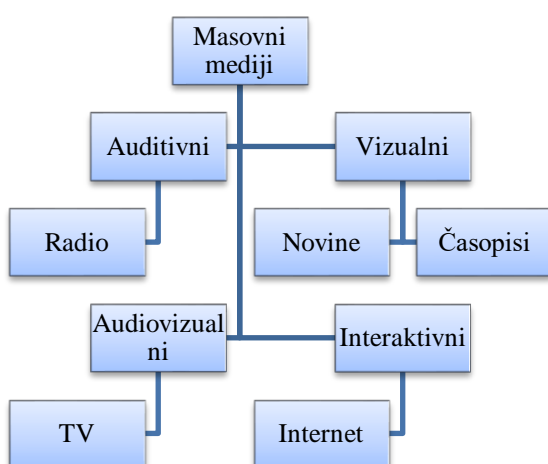 Masovni
mediji
Auditivni
Vizualni
Radio
Novine
Časopisi
Audiovizual
ni
Interaktivni
TV
Internet